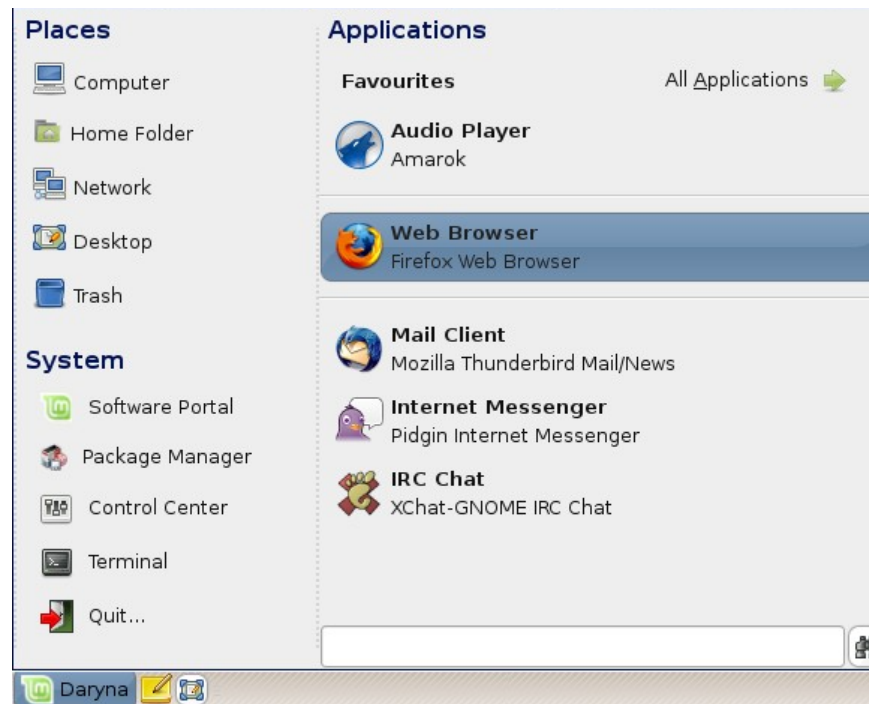 Places
Computer
Home Folder
Network
Desktop
Trash
System
Software Portal
Package Manager
Control Center
Terminal
Quit...
Applications
Favourites
All Applications
Audio Player
Amarok
Web Browser
Firefox Web Browser
Mail Client
Mozilla Thunderbird Mail/News
Internet Messenger
Pidgin Internet Messenger
IRC Chat
XChat-GNOME IRC Chat
Daryna